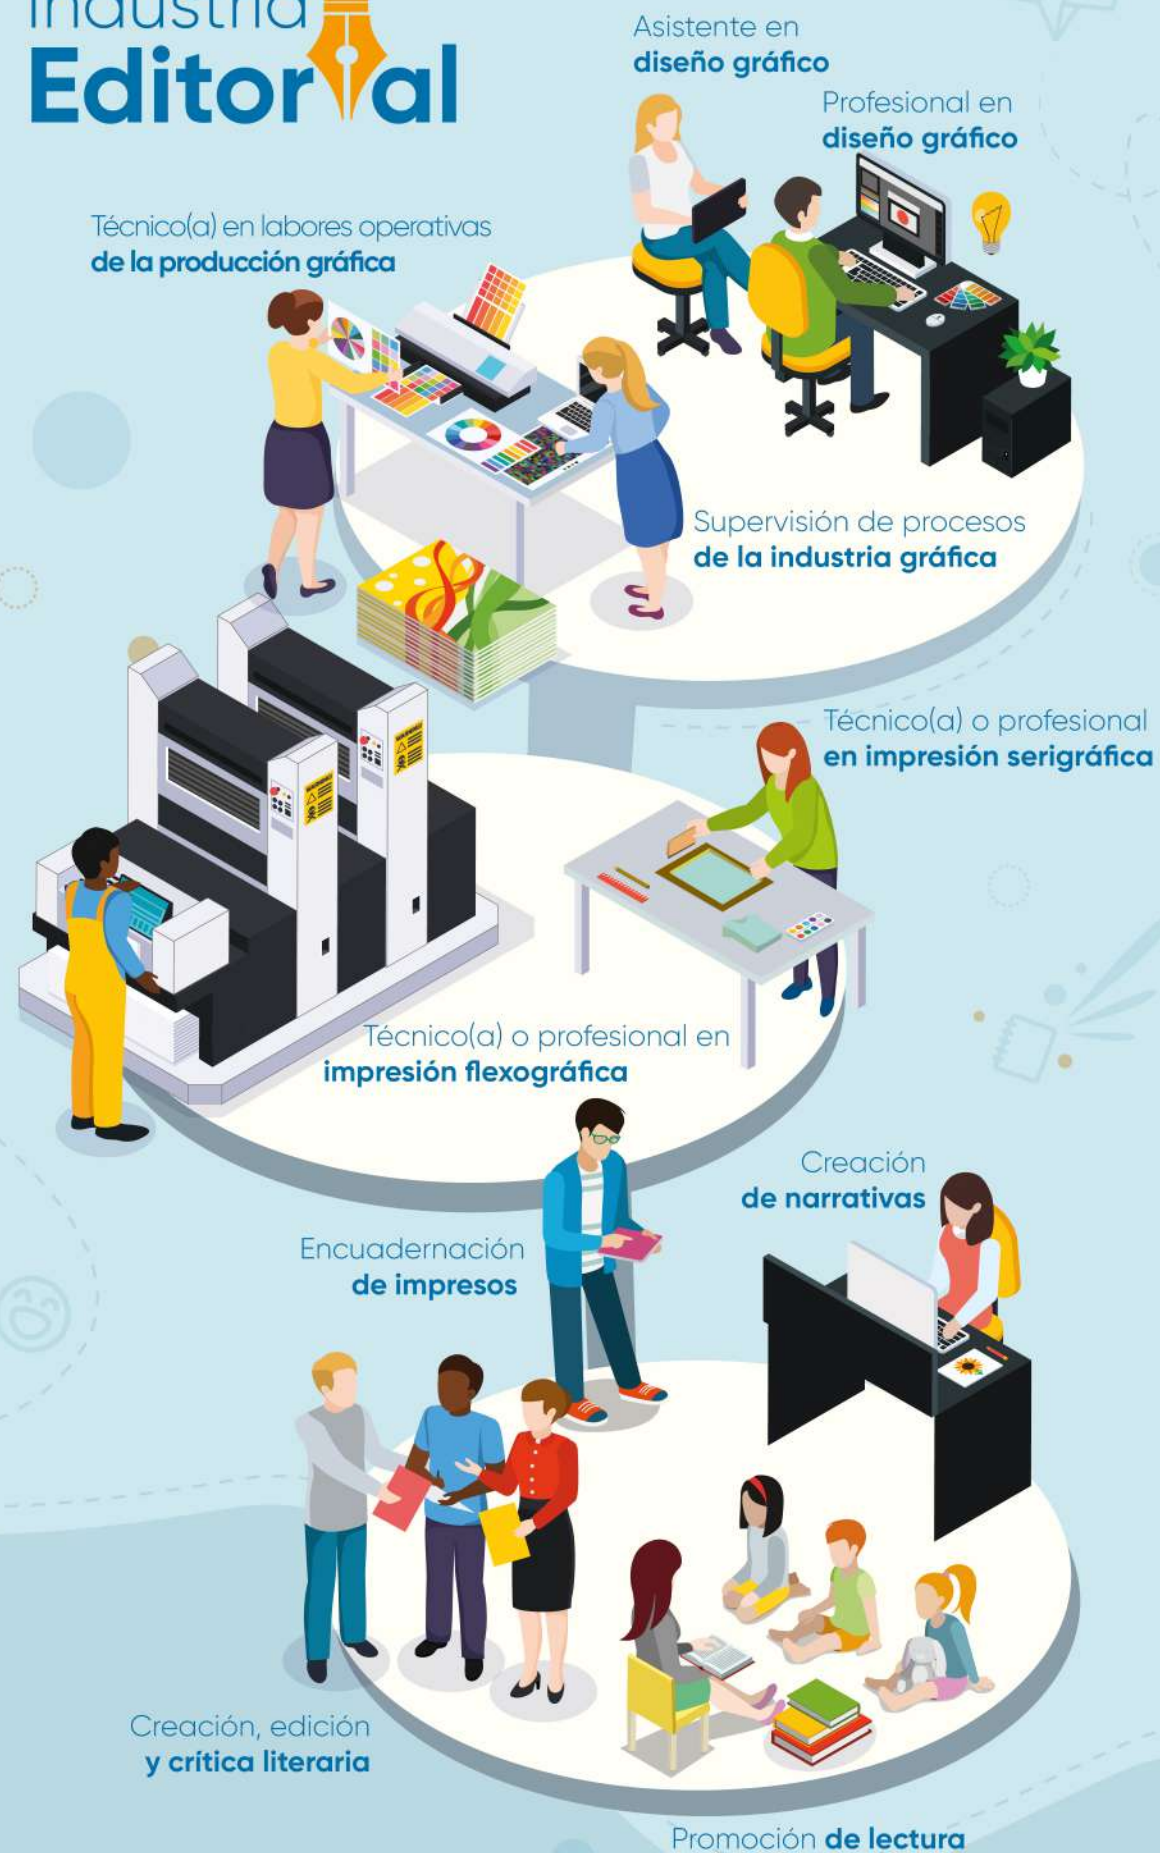 Industria
Editorial
Asistente en
diseño gráfico
Profesional en
diseño gráfico
Técnico(a) en labores operativas
de la producción gráfica
Supervisión de procesos
de la industria gráfica
Técnico(a) o profesional
en impresión serigráfica
Técnico(a) o profesional en
impresión flexográfica
Creación
de narrativas
Encuadernación
de impresos
Creación, edición
y crítica literaria
Promoción de lectura